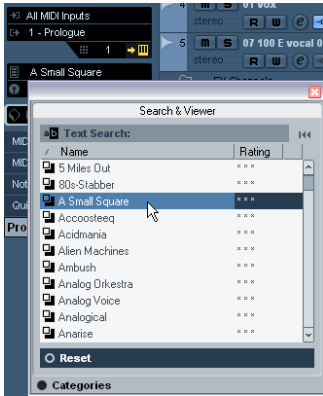 All MIDI Inputs
1 - Prologue
1
A Small Square
4 m S 01 Vox
stereo R W e
5 m S 07 100 E vocal 0
stereo R W e
FX Channels
MID
MID
Not
Qui
Pro
Search & Viewer
ab Text Search:
/ Name Rating
5 Miles Out ***
80s-Stabber ***
A Small Square ***
Accoosteeq ***
Acidmania ***
Alien Machines ***
Ambush ***
Analog Orkestra ***
Analog Voice ***
Analogical ***
Anarise ***
Reset
Categories